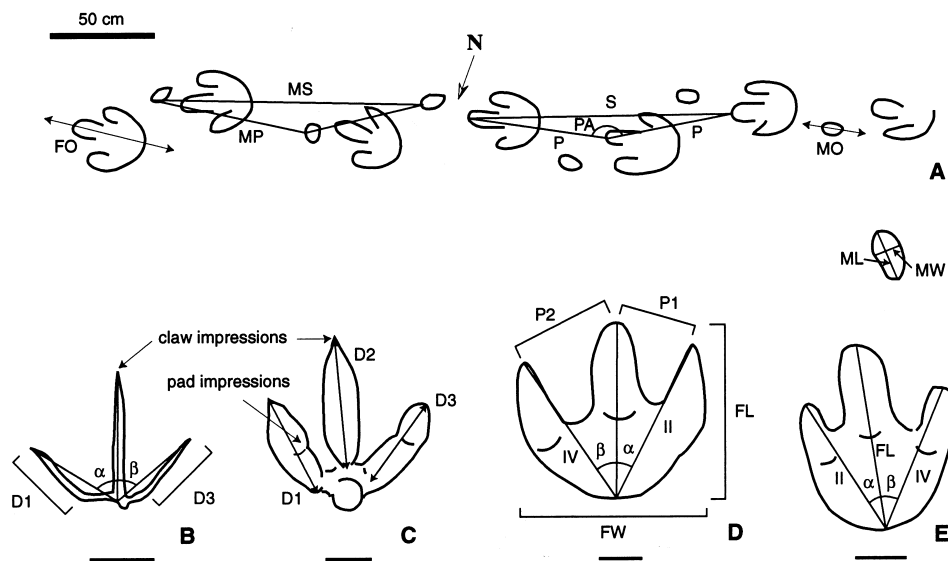 50 cm
N
MS
S
FO
MP
PA
P
P
MO
A
ML
MW
P2
P1
claw impressions
D2
pad impressions
D3
FL
II
α
β
IV
β
α
FL
II
α
β
IV
D1
D3
D1
B
C
FW
D
E